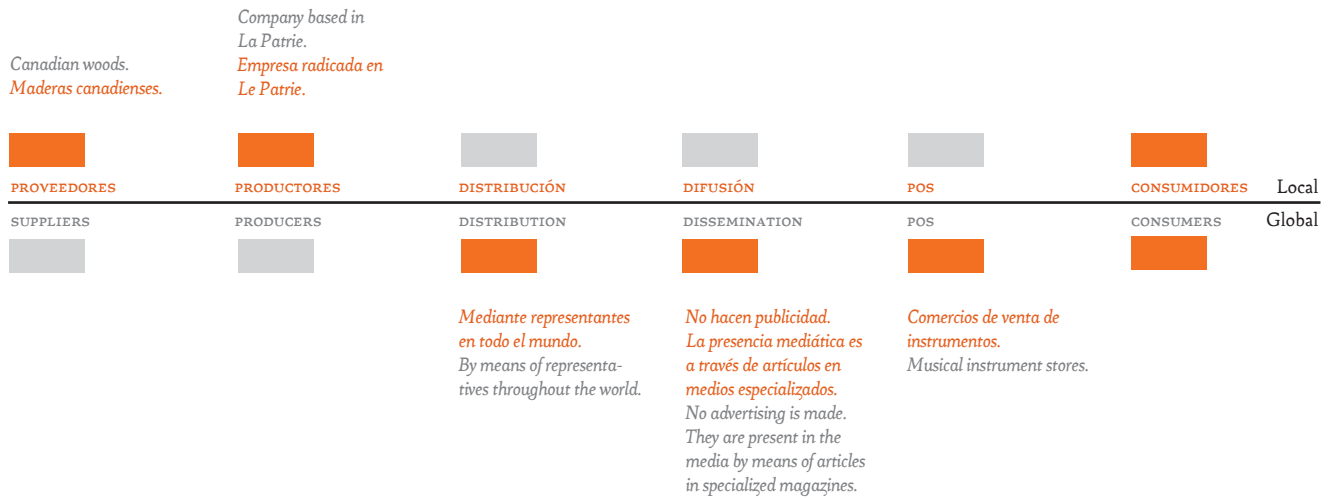 Canadian woods.
Maderas canadienses.
Company based in
La Patrie.
Empresa radicada en
Le Patrie.
PROVEEDORES
PRODUCTORES
DISTRIBUCIÓN
DIFUSIÓN
POS
CONSUMIDORES
Local
SUPPLIERS
PRODUCERS
DISTRIBUTION
DISSEMINATION
POS
CONSUMERS
Global
Mediante representantes
en todo el mundo.
By means of representa-
tives throughout the world.
No hacen publicidad.
La presencia mediática es
a través de artículos en
medios especializados.
No advertising is made.
They are present in the
media by means of articles
in specialized magazines.
Comercios de venta de
instrumentos.
Musical instrument stores.